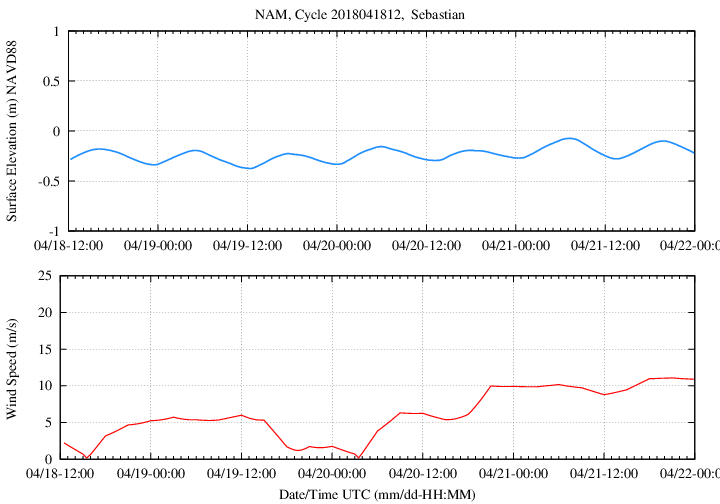 NAM, Cycle 2018041812,  Sebastian
Surface Elevation (m) NAVD88
1
0.5
0
-0.5
-1
04/18-12:00 04/19-00:00 04/19-12:00 04/20-00:00 04/20-12:00 04/21-00:00 04/21-12:00 04/22-00:0
Wind Speed (m/s)
25
20
15
10
5
0
04/18-12:00 04/19-00:00 04/19-12:00 04/20-00:00 04/20-12:00 04/21-00:00 04/21-12:00 04/22-00:0
Date/Time UTC (mm/dd-HH:MM)